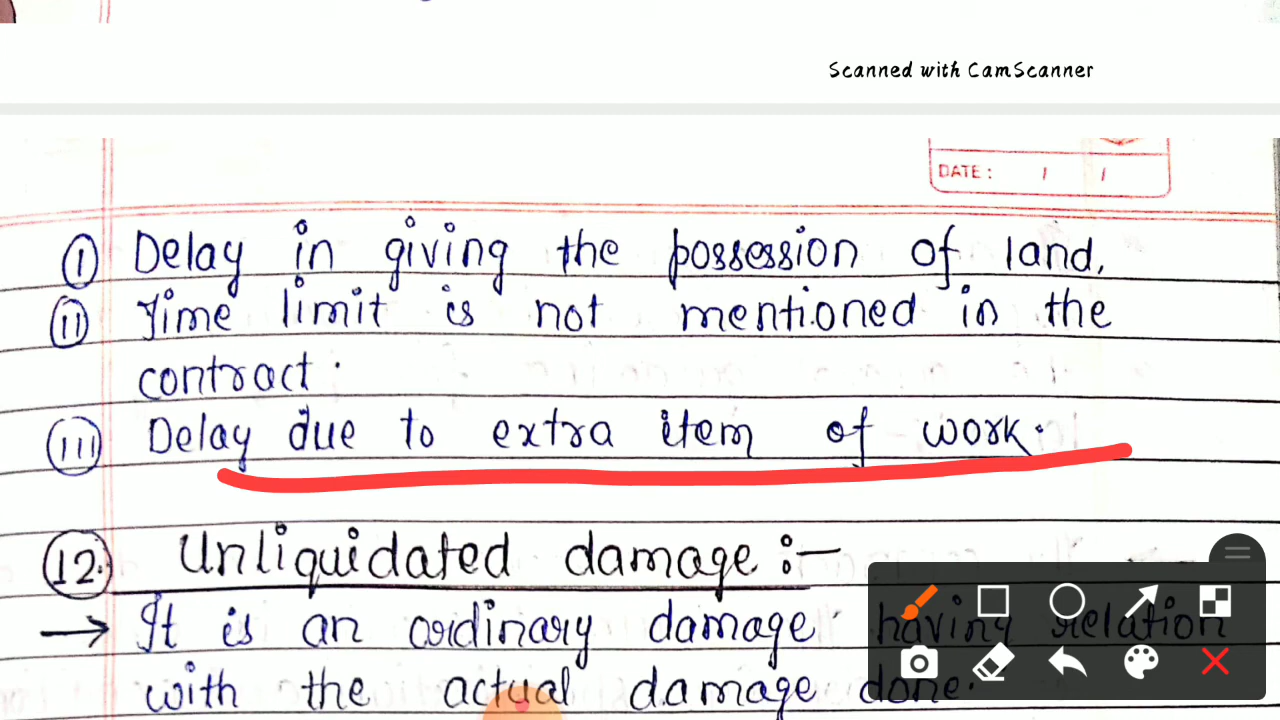 Scanned with CamScanner
DATE: / /
(i) Delay in giving the possession of land.
(ii) Time limit is not mentioned in the
contract.
(iii) Delay due to extra item of work.
(12.) Unliquidated damage :-
→ It is an ordinary damage having relation
with the actual damage done.